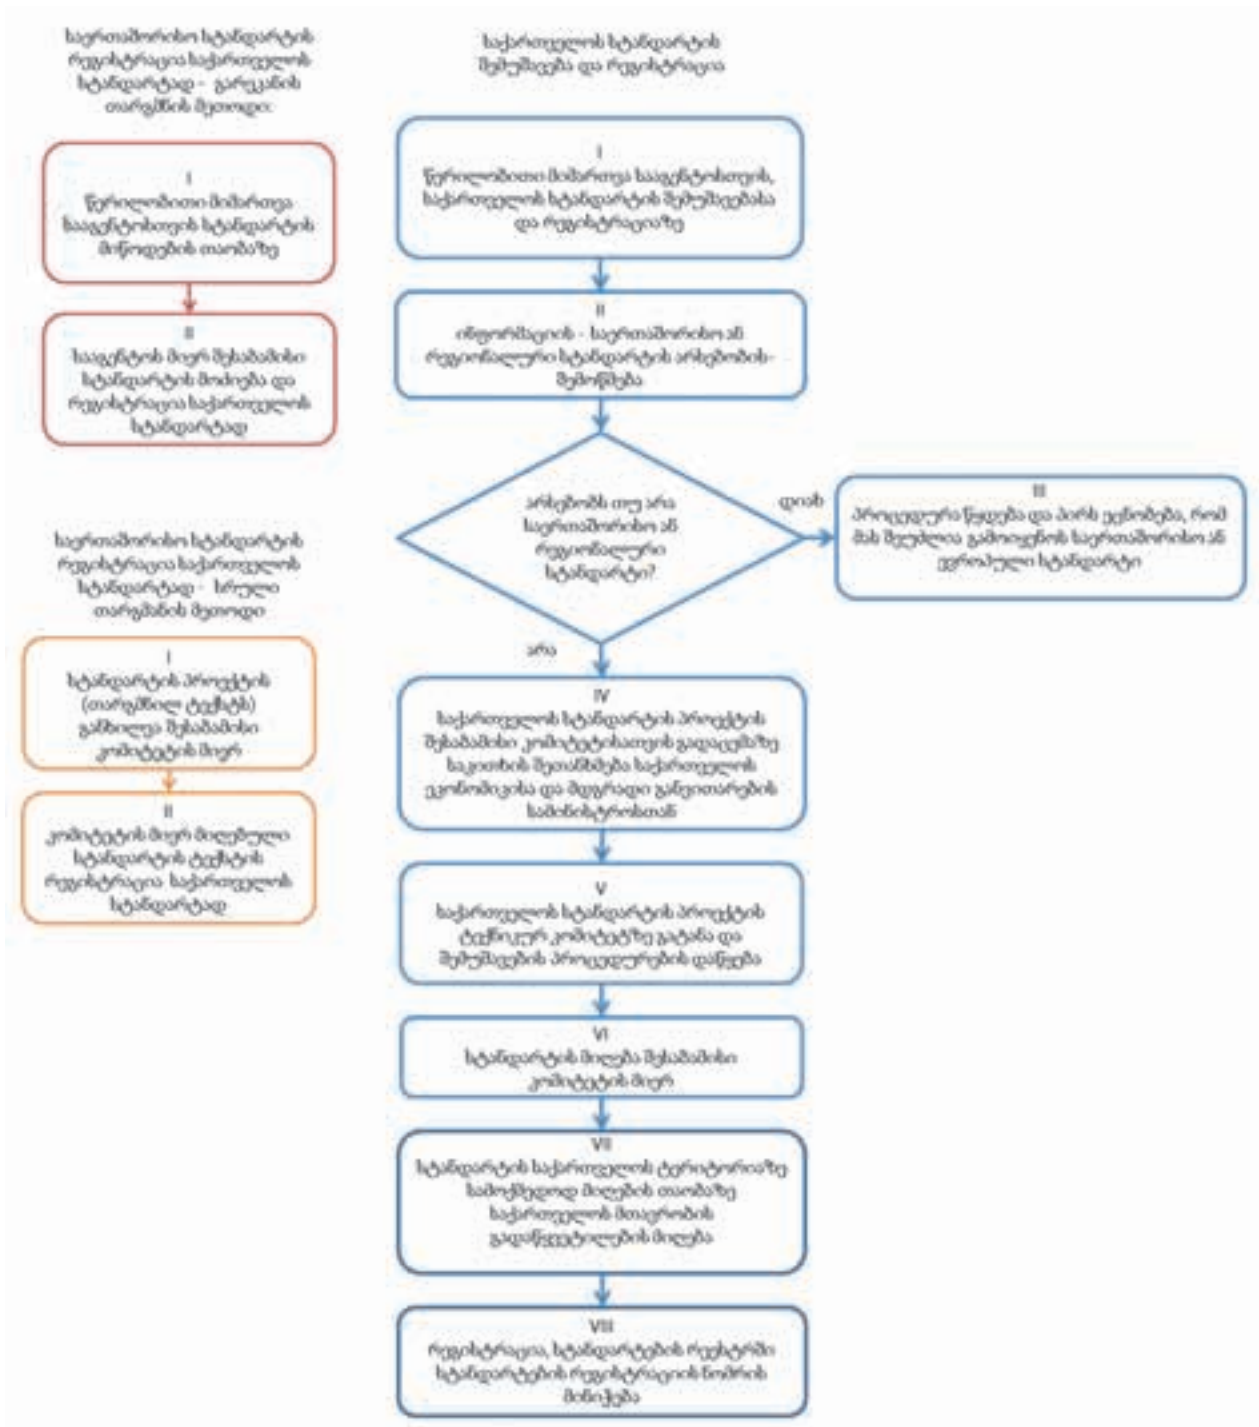 საერთაშორისო სტანდარტის
რეგისტრაცია საქართველოს
სტანდარტად - გარეკანის
თარგმნის მეთოდი:
I
წერილობითი მიმართვა
სააგენტოსთვის სტანდარტის
მიწოდების თაობაზე
II
სააგენტოს მიერ შესაბამისი
სტანდარტის მოძიება და
რეგისტრაცია საქართველოს
სტანდარტად
საერთაშორისო სტანდარტის
რეგისტრაცია საქართველოს
სტანდარტად - სრული
თარგმანის მეთოდი
I
სტანდარტის პროექტის
(თარგმნილ ტექსტს)
განხილვა შესაბამისი
კომიტეტის მიერ
II
კომიტეტის მიერ მიღებული
სტანდარტის ტექსტის
რეგისტრაცია საქართველოს
სტანდარტად
საქართველოს სტანდარტის
შემუშავება და რეგისტრაცია
I
წერილობითი მიმართვა სააგენტოსთვის,
საქართველოს სტანდარტის შემუშავებასა
და რეგისტრაციაზე
II
ინფორმაციის - საერთაშორისო ან
რეგიონალური სტანდარტის არსებობის-
შემოწმება
არსებობს თუ არა
საერთაშორისო ან
რეგიონალური
სტანდარტი?
დიახ
III
პროცედურა წყდება და პირს ეცნობება, რომ
მას შეუძლია გამოიყენოს საერთაშორისო ან
ევროპული სტანდარტი
არა
IV
საქართველოს სტანდარტის პროექტის
შესაბამისი კომიტეტისათვის გადაცემაზე
საკითხის შეთანხმება საქართველოს
ეკონომიკისა და მდგრადი განვითარების
სამინისტროსთან
V
საქართველოს სტანდარტის პროექტის
ტექნიკურ კომიტეტზე გატანა და
შემუშავების პროცედურების დაწყება
VI
სტანდარტის მიღება შესაბამისი
კომიტეტის მიერ
VII
სტანდარტის საქართველოს ტერიტორიაზე
სამოქმედოდ მიღების თაობაზე
საქართველოს მთავრობის
გადაწყვეტილების მიღება
VIII
რეგისტრაცია, სტანდარტების რეესტრში
სტანდარტების რეგისტრაციის ნომრის
მინიჭება